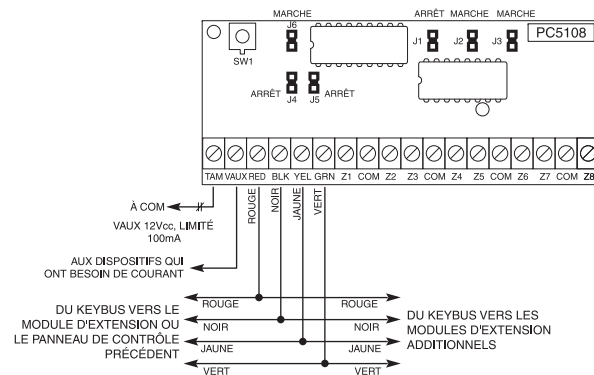 MARCHE
J6
SW1
ARRÊT MARCHE MARCHE
J1 J2 J3
PC5108
ARRÊT J4 J5 ARRÊT
TAM VAUX RED BLK YEL GRN Z1 COM Z2 Z3 COM Z4 Z5 COM Z6 Z7 COM Z8
ROUGE
NOIR
JAUNE
VERT
À COM
VAUX 12Vcc, LIMITÉ
100mA
AUX DISPOSITIFS QUI
ONT BESOIN DE COURANT
DU KEYBUS VERS LE
MODULE D'EXTENSION OU
LE PANNEAU DE CONTRÔLE
PRÉCÉDENT
ROUGE
NOIR
JAUNE
VERT
ROUGE
NOIR
JAUNE
VERT
DU KEYBUS VERS LES
MODULES D'EXTENSION
ADDITIONNELS